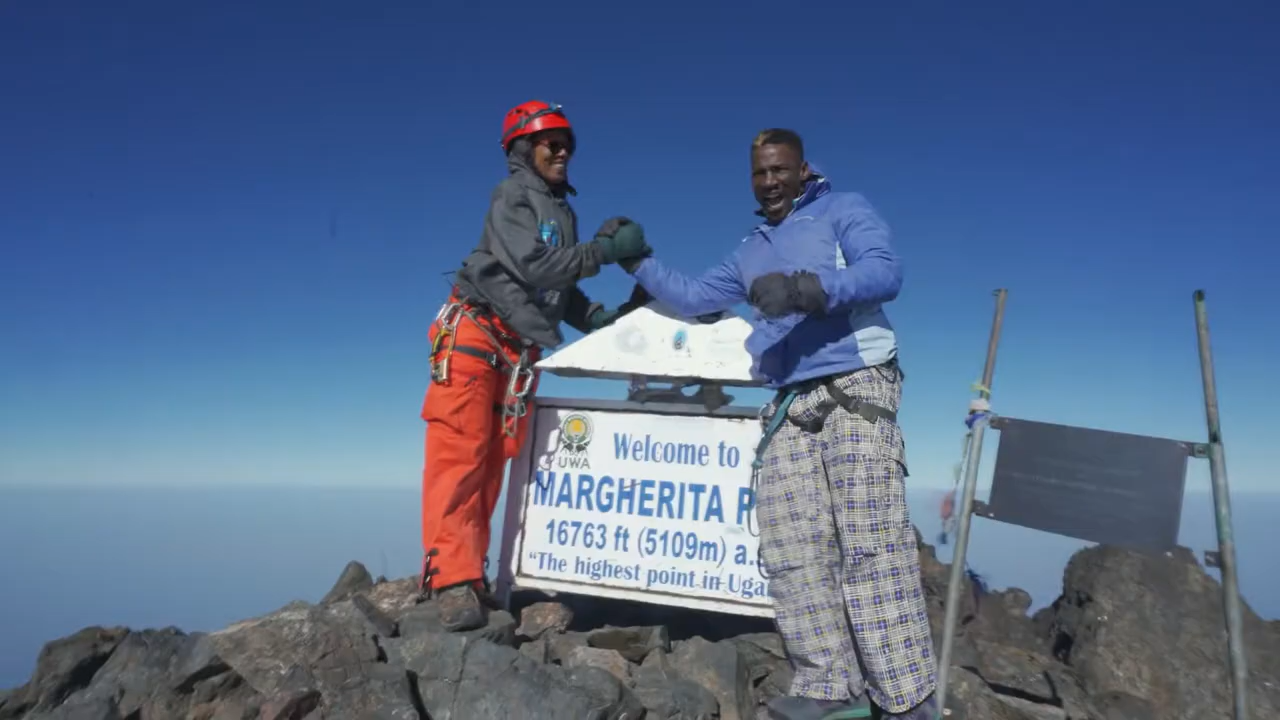 UWA
Welcome to
MARGHERITA P
16763 ft (5109m) a.
"The highest point in Uga